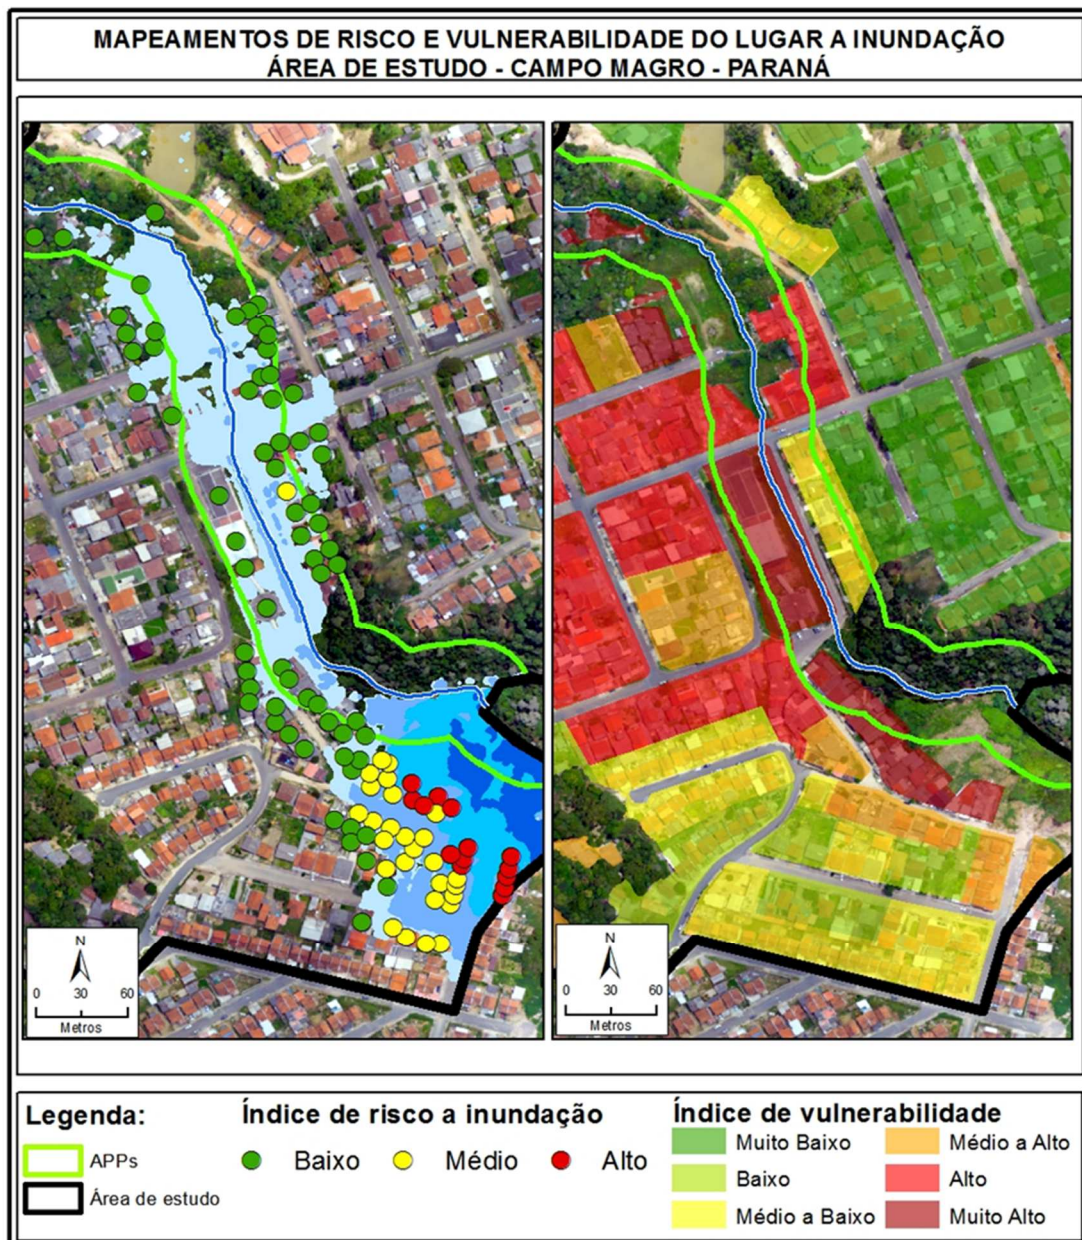 MAPEAMENTOS DE RISCO E VULNERABILIDADE DO LUGAR A INUNDAÇÃO
ÁREA DE ESTUDO - CAMPO MAGRO - PARANÁ
N
0 30 60
Metros
N
0 30 60
Metros
Legenda:
APPs
Área de estudo
Índice de risco a inundação
Baixo Médio Alto
Índice de vulnerabilidade
Muito Baixo Médio a Alto
Baixo Alto
Médio a Baixo Muito Alto